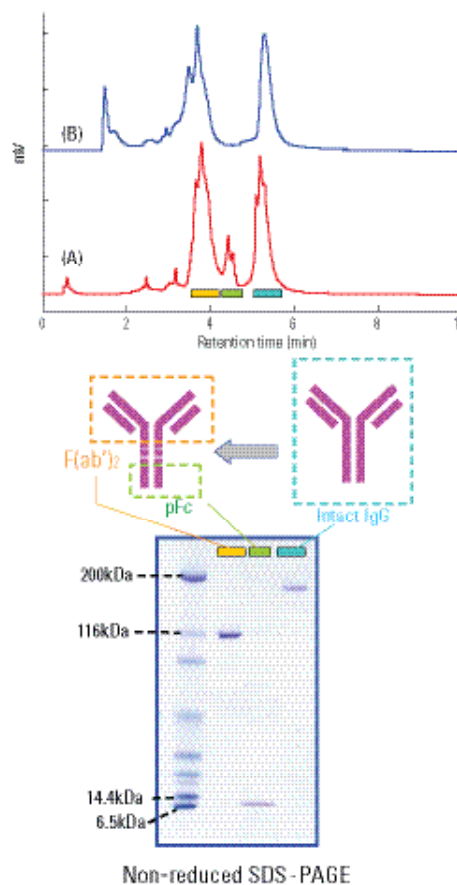 (B)
mV
(A)
0 2 4 6 8 10
Retention time (min)
F(ab')2
pFc
Intact IgG
200kDa
116kDa
14.4kDa
6.5kDa
Non-reduced SDS-PAGE